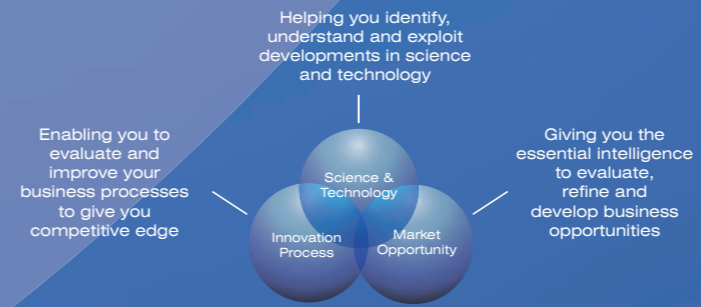 Helping you identify,
understand and exploit
developments in science
and technology
Enabling you to
evaluate and
improve your
business processes
to give you
competitive edge
Science &
Technology
Innovation
Process
Market
Opportunity
Giving you the
essential intelligence
to evaluate,
refine and
develop business
opportunities